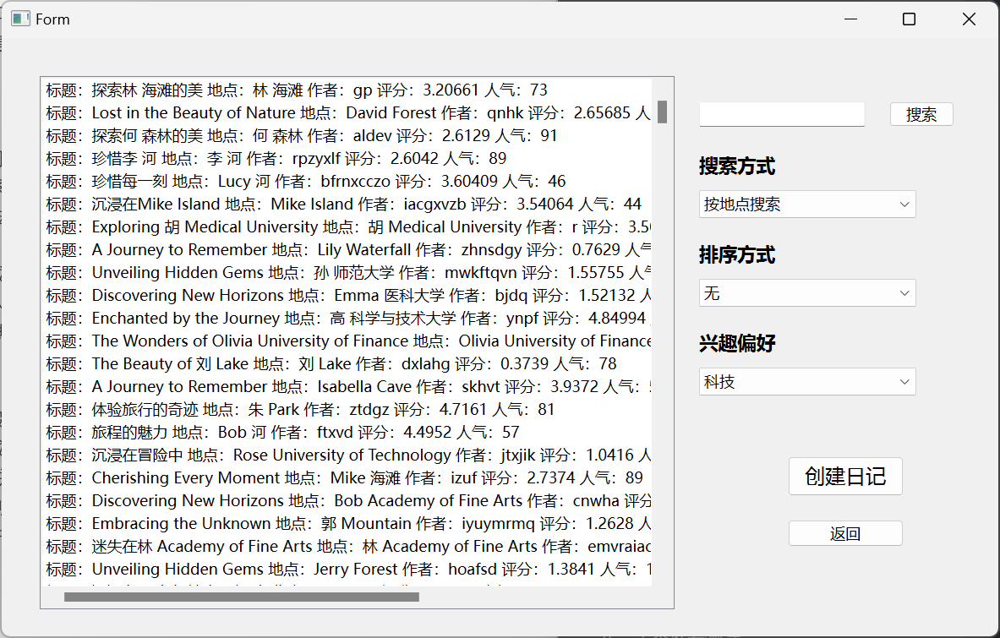 Form
标题：探索林 海滩的美 地点：林 海滩 作者：gp 评分：3.20661 人气：73
标题：Lost in the Beauty of Nature 地点：David Forest 作者：qnhk 评分：2.65685 人
标题：探索何 森林的美 地点：何 森林 作者：aldev 评分：2.6129 人气：91
标题：珍惜李 河 地点：李 河 作者：rpzyxlf 评分：2.6042 人气：89
标题：珍惜每一刻 地点：Lucy 河 作者：bfrnxcczo 评分：3.60409 人气：46
标题：沉浸在Mike Island 地点：Mike Island 作者：iacgxvzb 评分：3.54064 人气：44
标题：Exploring 胡 Medical University 地点：胡 Medical University 作者：r 评分：3.5
标题：A Journey to Remember 地点：Lily Waterfall 作者：zhnsdgy 评分：0.7629 人气
标题：Unveiling Hidden Gems 地点：孙 师范大学 作者：mwkftqvn 评分：1.55755 人气
标题：Discovering New Horizons 地点：Emma 医科大学 作者：bjdq 评分：1.52132 人
标题：Enchanted by the Journey 地点：高 科学与技术大学 作者：ynpf 评分：4.84994
标题：The Wonders of Olivia University of Finance 地点：Olivia University of Finance
标题：The Beauty of 刘 Lake 地点：刘 Lake 作者：dxlahg 评分：0.3739 人气：78
标题：A Journey to Remember 地点：Isabella Cave 作者：skhvt 评分：3.9372 人气：
标题：体验旅行的奇迹 地点：朱 Park 作者：ztdgz 评分：4.7161 人气：81
标题：旅程的魅力 地点：Bob 河 作者：ftxvd 评分：4.4952 人气：57
标题：沉浸在冒险中 地点：Rose University of Technology 作者：jtxjik 评分：1.0416 人
标题：Cherishing Every Moment 地点：Mike 海滩 作者：izuf 评分：2.7374 人气：89
标题：Discovering New Horizons 地点：Bob Academy of Fine Arts 作者：cnwha 评分
标题：Embracing the Unknown 地点：郭 Mountain 作者：iyuymrmq 评分：1.2628 人气
标题：迷失在林 Academy of Fine Arts 地点：林 Academy of Fine Arts 作者：emvraiac
标题：Unveiling Hidden Gems 地点：Jerry Forest 作者：hoafsd 评分：1.3841 人气：1
搜索
搜索方式
按地点搜索
排序方式
无
兴趣偏好
科技
创建日记
返回